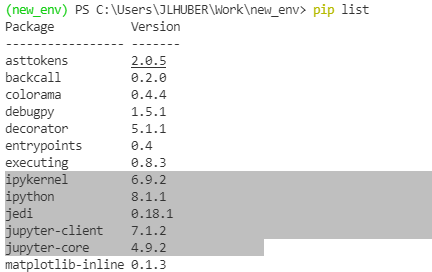 (new_env) PS C:\Users\JLHUBER\Work\new_env> pip list
Package Version
---------------- -------
asttokens 2.0.5
backcall 0.2.0
colorama 0.4.4
debugpy 1.5.1
decorator 5.1.1
entrypoints 0.4
executing 0.8.3
ipykernel 6.9.2
ipython 8.1.1
jedi 0.18.1
jupyter-client 7.1.2
jupyter-core 4.9.2
matplotlib-inline 0.1.3